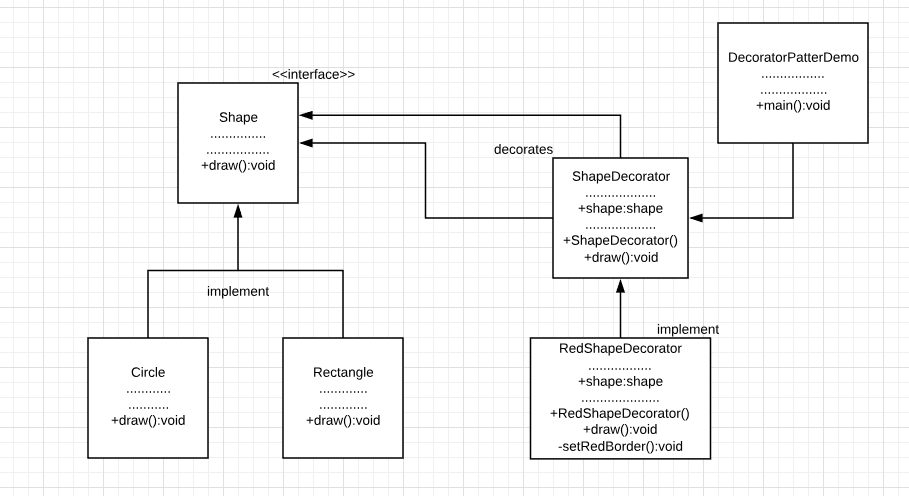 DecoratorPatterDemo
.................
..................
+main():void
<<interface>>
Shape
...............
.................
+draw():void
decorates
ShapeDecorator
...................
+shape:shape
...................
+ShapeDecorator()
+draw():void
implement
implement
Circle
............
...........
+draw():void
Rectangle
.............
.............
+draw():void
RedShapeDecorator
.................
+shape:shape
.....................
+RedShapeDecorator()
+draw():void
-setRedBorder():void